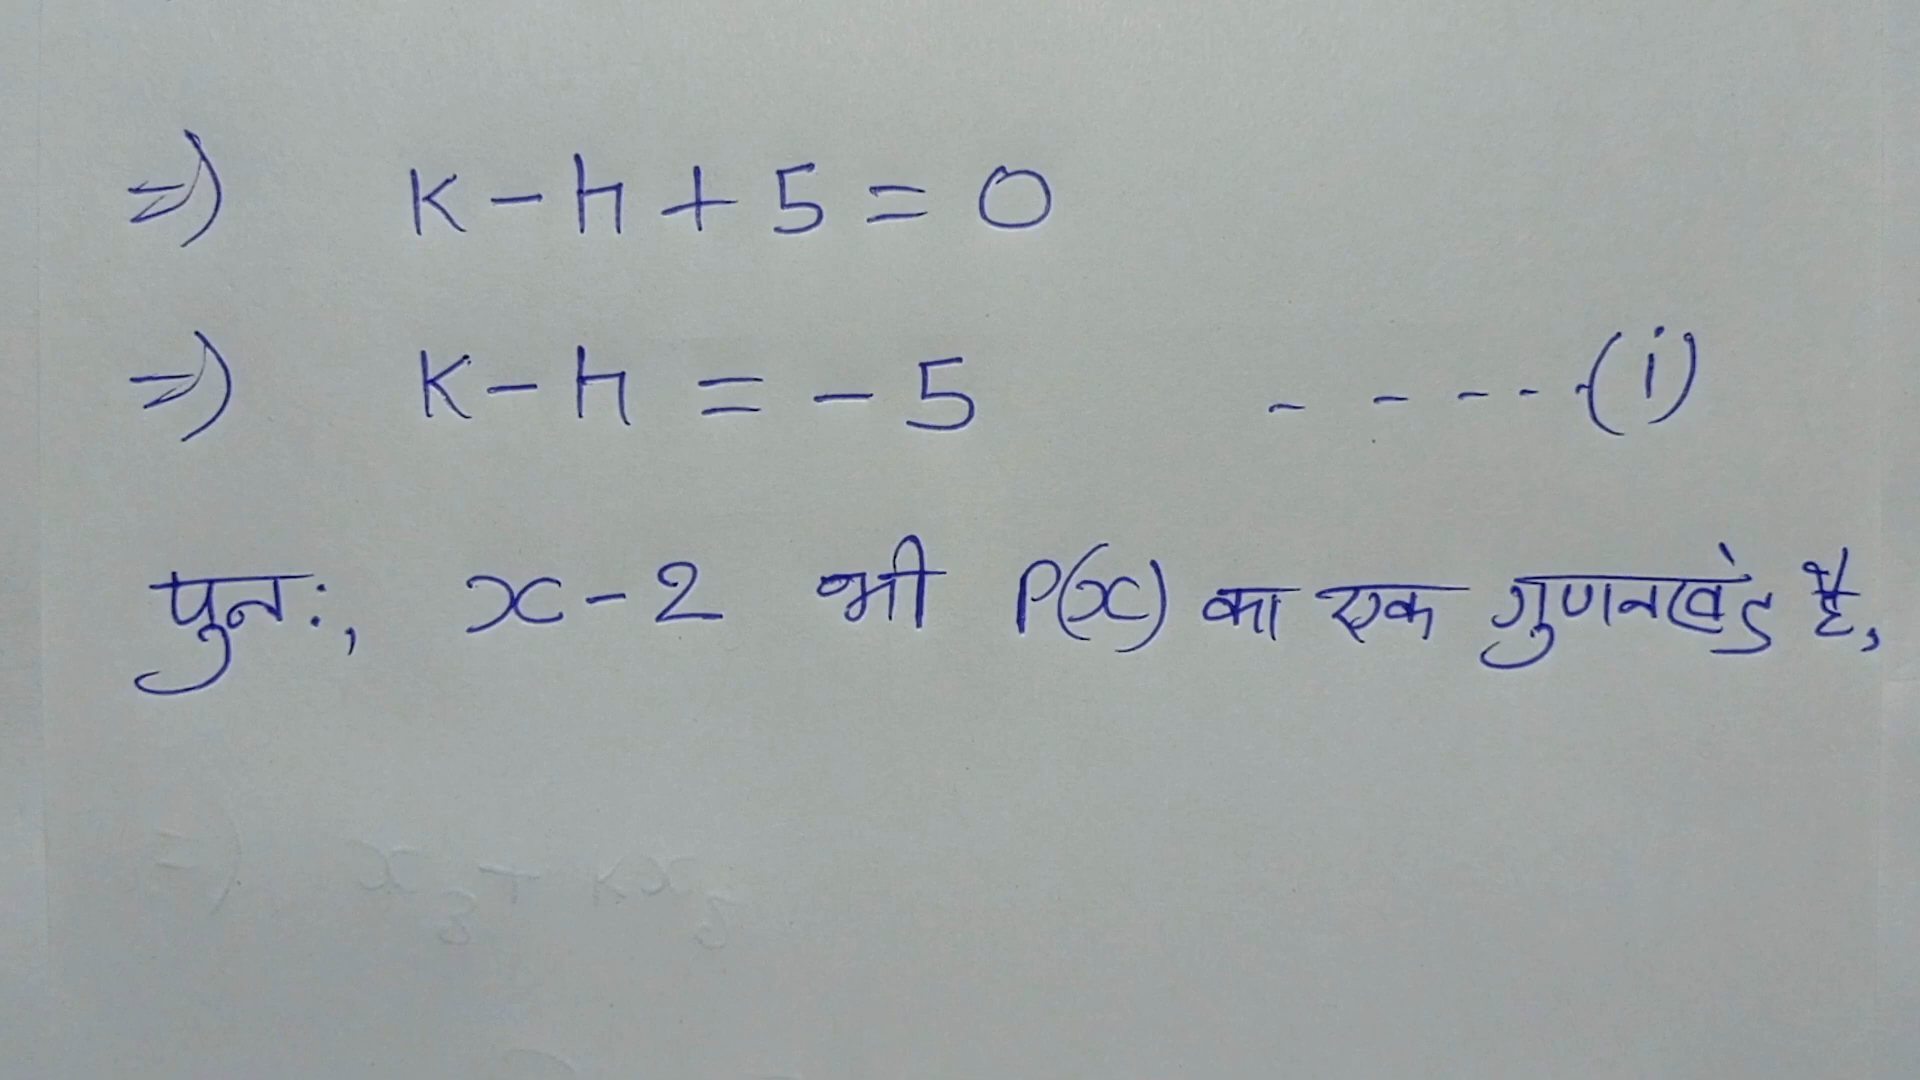 => K - h + 5 = 0
=> K - h = - 5 - - - - - (i)
पुनः, x - 2 भी P(x) का एक गुणनखंड है,